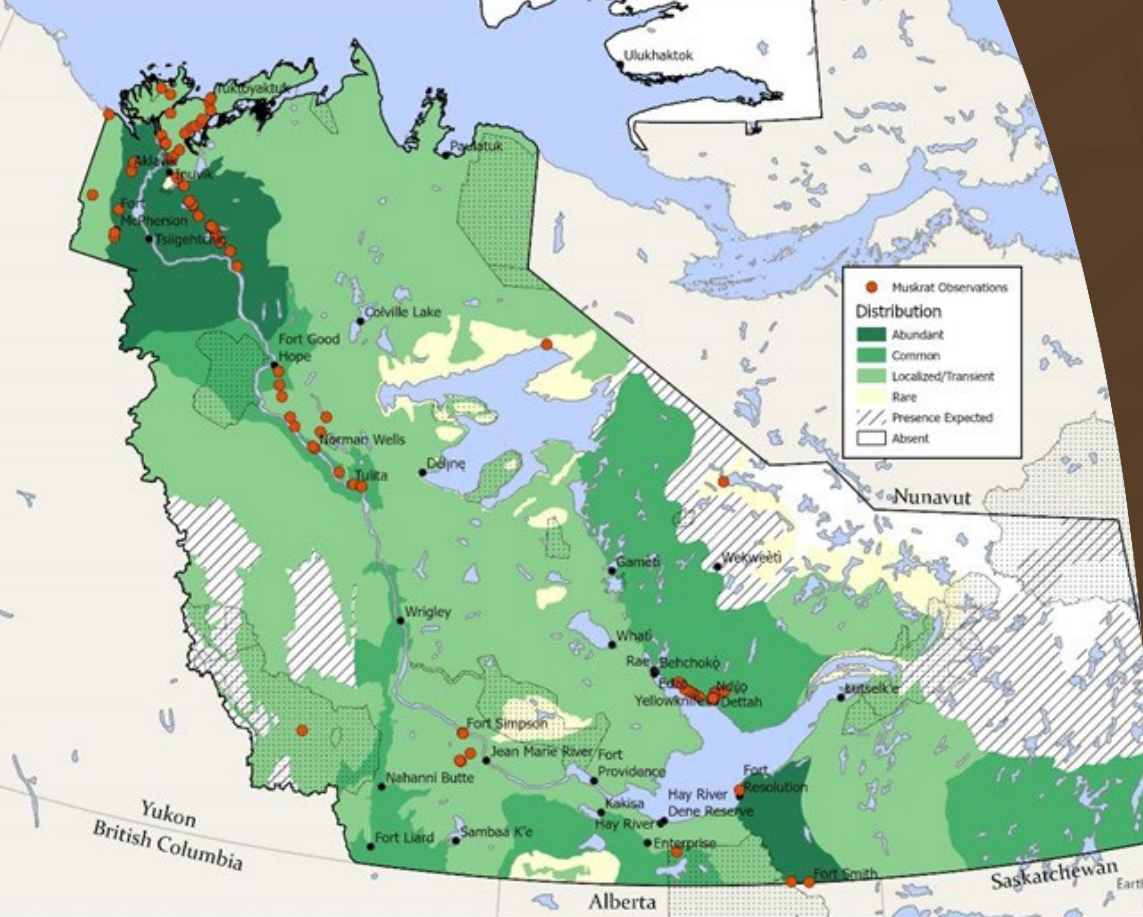 Ulukhaktok
Tuktoyaktuk
Paulatuk
Aklavik
Inuvik
Fort
McPherson
Tsiigehtchic
Colville Lake
Fort Good
Hope
Norman Wells
Tulita
Délįnę
Muskrat Observations
Distribution
Abundant
Common
Localized/Transient
Rare
Presence Expected
Absent
Nunavut
Gametì
Wekweètì
Wrigley
Whatì
Rae
Behchokǫ̀
Edzo
Ndilo
Yellowknife
Dettah
Lutselk'e
Fort Simpson
Jean Marie River
Fort
Providence
Nahanni Butte
Fort
Resolution
Hay River
Dene Reserve
Kakisa
Hay River
Enterprise
Fort Liard
Sambaa K'e
Fort Smith
Yukon
British Columbia
Alberta
Saskatchewan